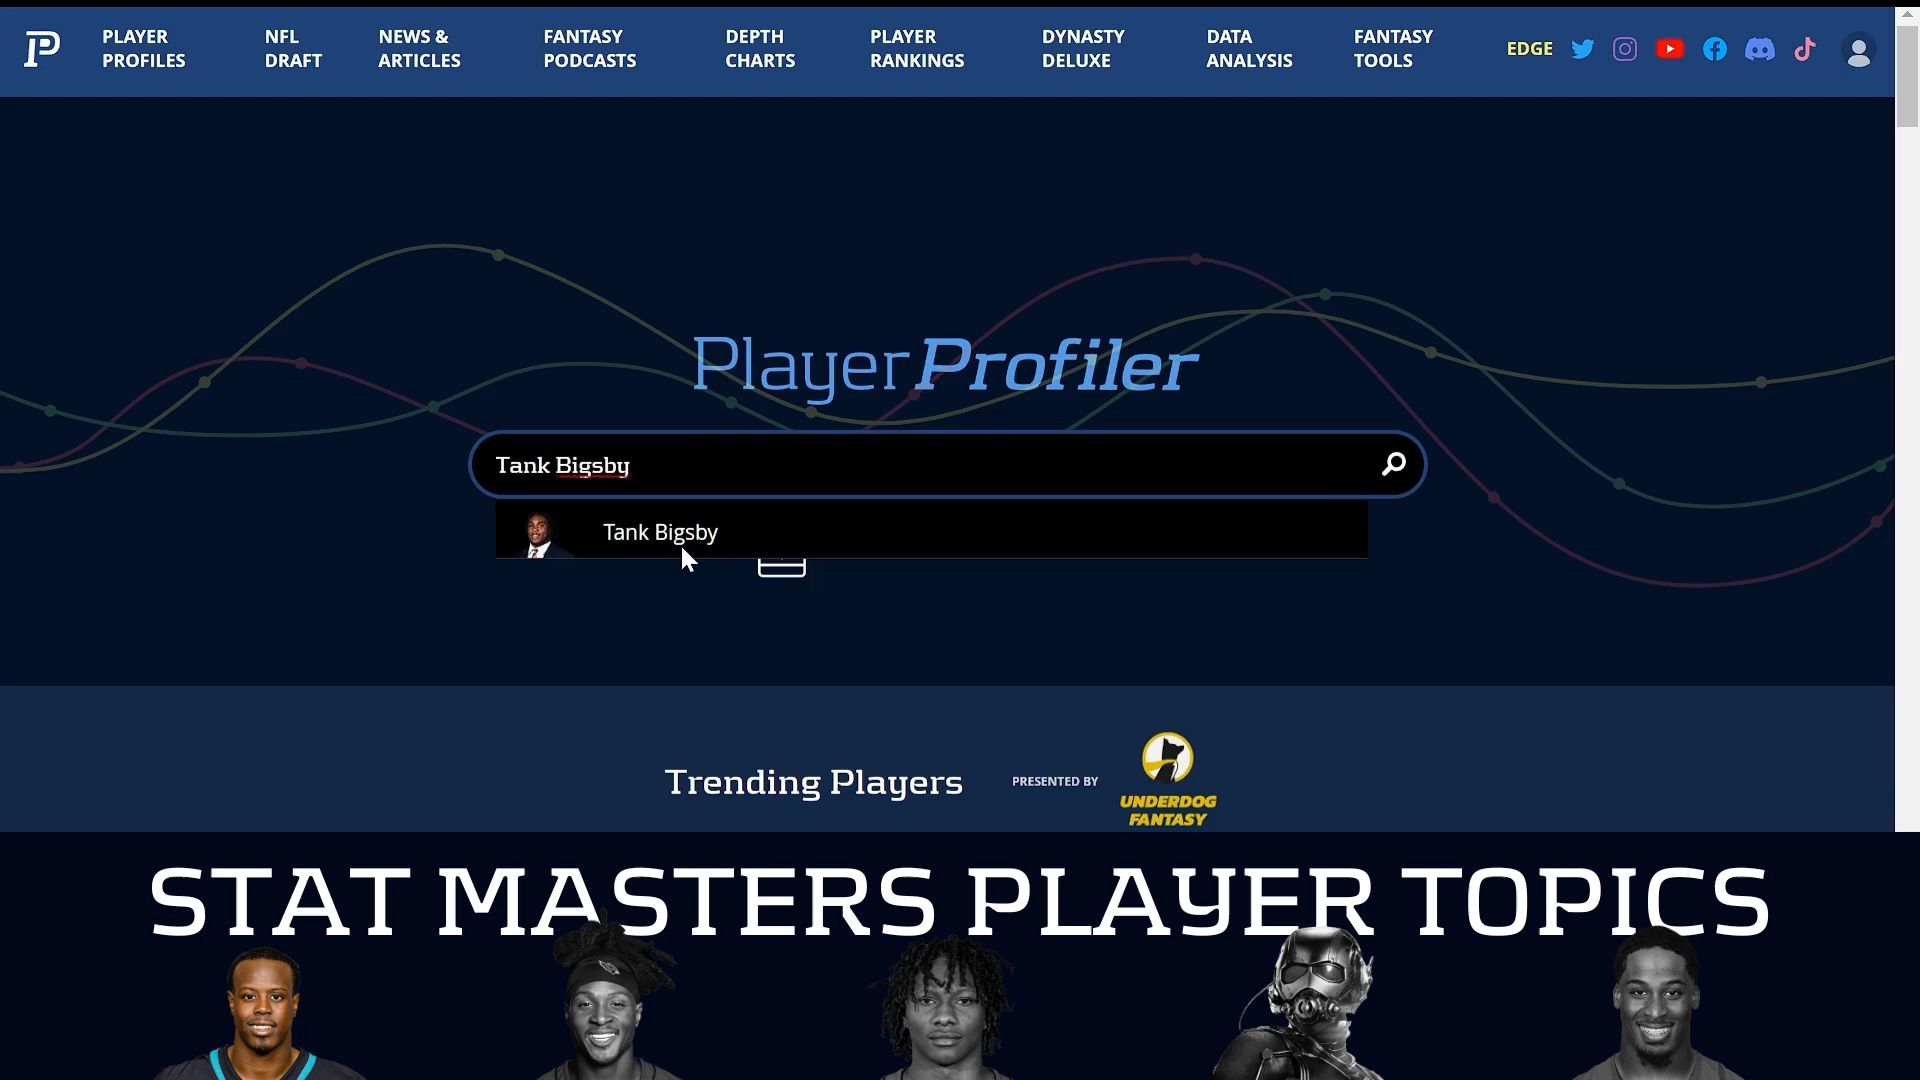 PLAYER PROFILES
NFL DRAFT
NEWS & ARTICLES
FANTASY PODCASTS
DEPTH CHARTS
PLAYER RANKINGS
DYNASTY DELUXE
DATA ANALYSIS
FANTASY TOOLS
EDGE
PlayerProfiler
Tank Bigsby
Tank Bigsby
Trending Players
PRESENTED BY
UNDERDOG
FANTASY
STAT MASTERS PLAYER TOPICS